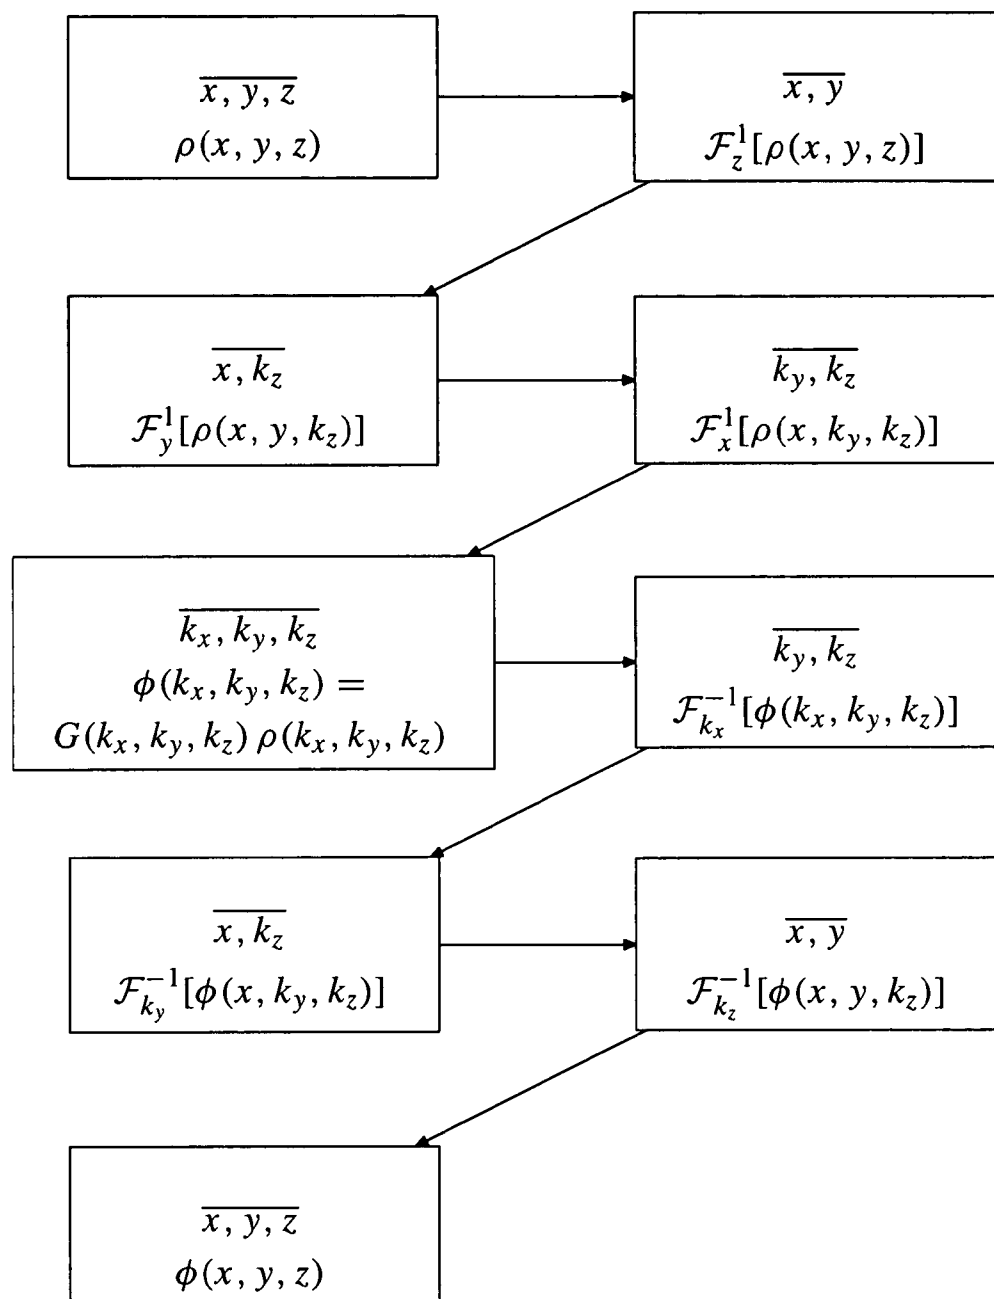 x, y, z
ρ(x, y, z)
x, y
ℱ_z^1[ρ(x, y, z)]
x, k_z
ℱ_y^1[ρ(x, y, k_z)]
k_y, k_z
ℱ_x^1[ρ(x, k_y, k_z)]
k_x, k_y, k_z
ϕ(k_x, k_y, k_z) =
G(k_x, k_y, k_z) ρ(k_x, k_y, k_z)
k_y, k_z
ℱ_{k_x}^{-1}[ϕ(k_x, k_y, k_z)]
x, k_z
ℱ_{k_y}^{-1}[ϕ(x, k_y, k_z)]
x, y
ℱ_{k_z}^{-1}[ϕ(x, y, k_z)]
x, y, z
ϕ(x, y, z)